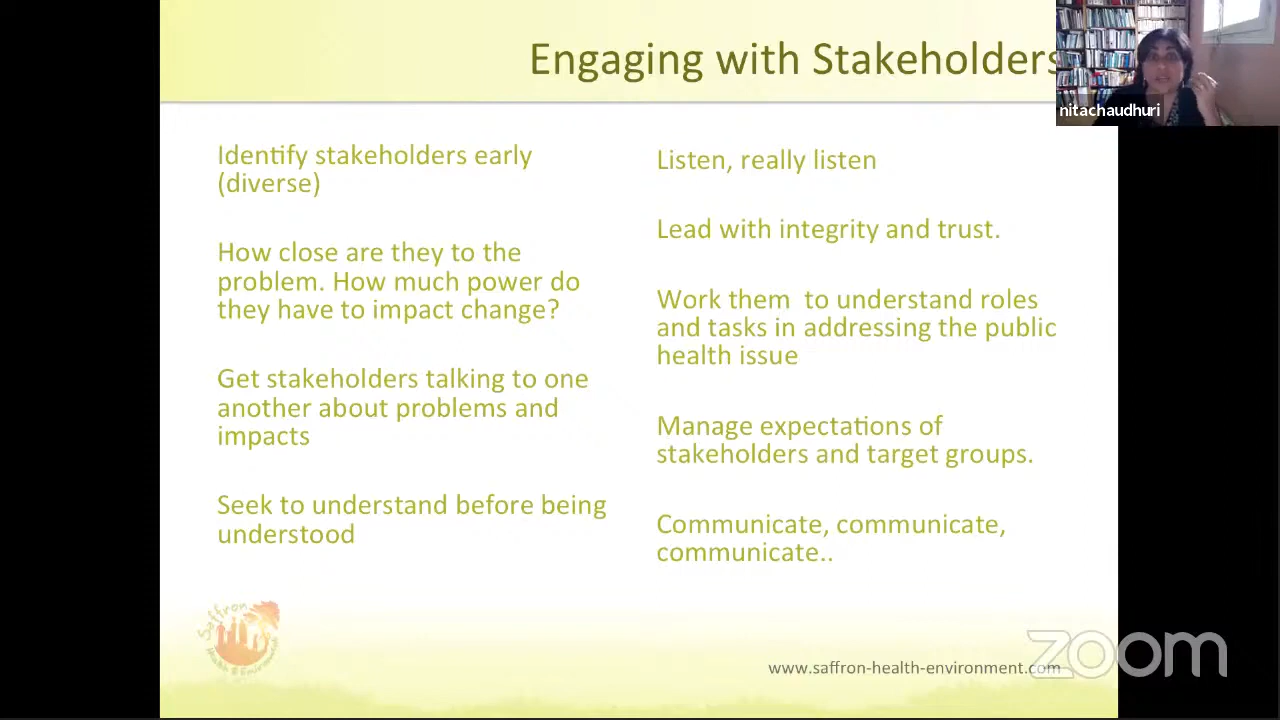 Engaging with Stakeholders
nitachaudhuri
Identify stakeholders early
(diverse)
How close are they to the
problem. How much power do
they have to impact change?
Get stakeholders talking to one
another about problems and
impacts
Seek to understand before being
understood
Listen, really listen
Lead with integrity and trust.
Work them  to understand roles
and tasks in addressing the public
health issue
Manage expectations of
stakeholders and target groups.
Communicate, communicate,
communicate..
Saffron
Health & Environment
www.saffron-health-environment.com
zoom